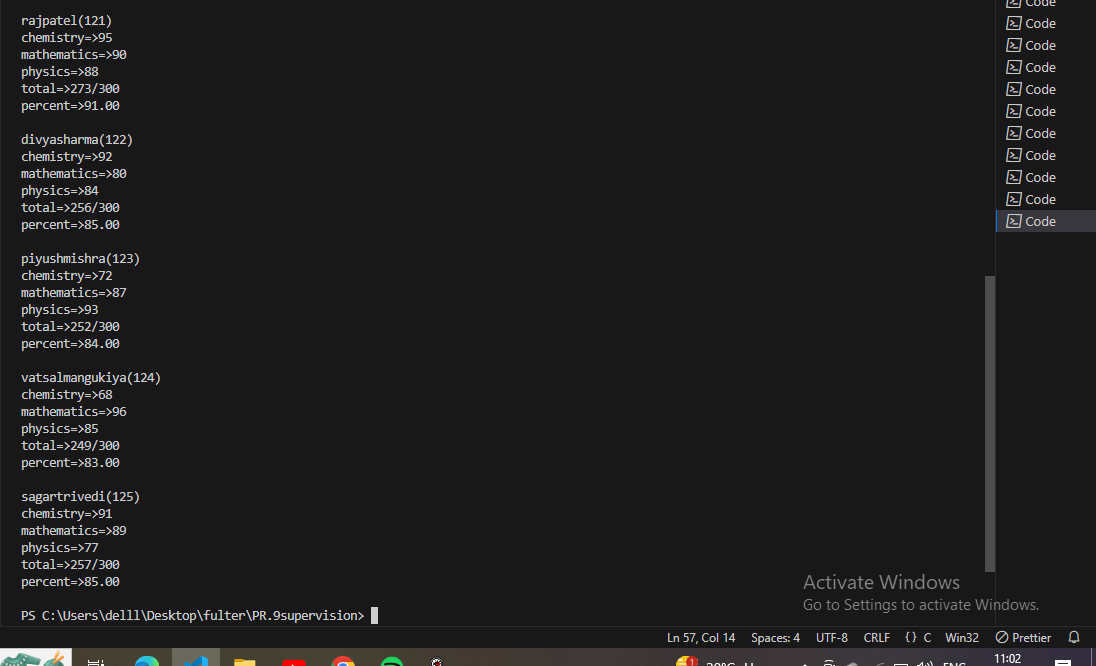 rajpatel(121)
chemistry=>95
mathematics=>90
physics=>88
total=>273/300
percent=>91.00
divyasharma(122)
chemistry=>92
mathematics=>80
physics=>84
total=>256/300
percent=>85.00
piyushmishra(123)
chemistry=>72
mathematics=>87
physics=>93
total=>252/300
percent=>84.00
vatsalmangukiya(124)
chemistry=>68
mathematics=>96
physics=>85
total=>249/300
percent=>83.00
sagartrivedi(125)
chemistry=>91
mathematics=>89
physics=>77
total=>257/300
percent=>85.00
PS C:\Users\delll\Desktop\fulter\PR.9supervision>
Code
Code
Code
Code
Code
Code
Code
Code
Code
Code
Code
Activate Windows
Go to Settings to activate Windows.
Ln 57, Col 14 Spaces: 4 UTF-8 CRLF {} C Win32 Prettier
1
11:02